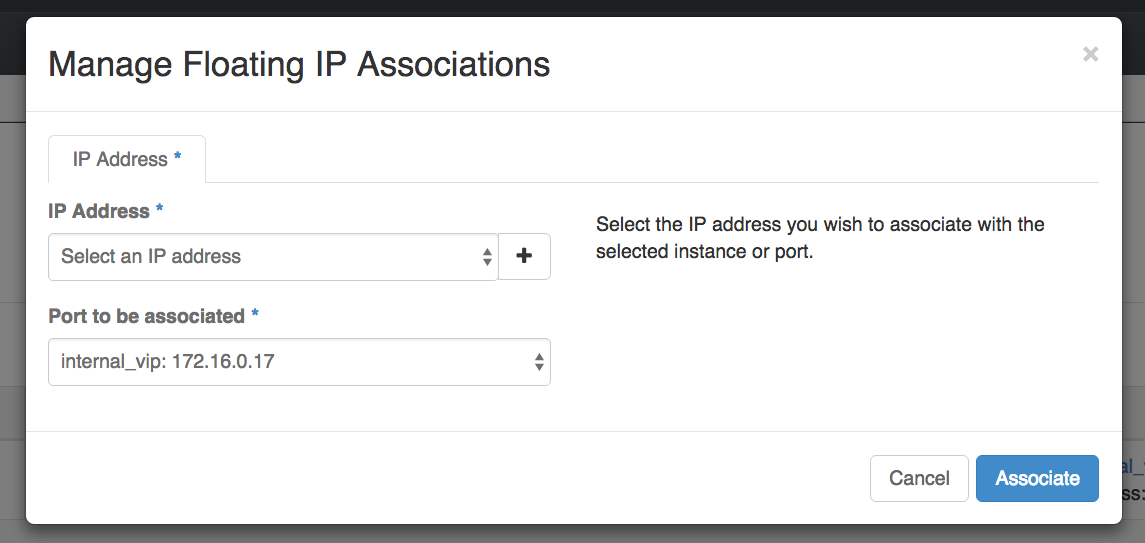 Manage Floating IP Associations
×
IP Address *
IP Address *
Select an IP address
+
Select the IP address you wish to associate with the
selected instance or port.
Port to be associated *
internal_vip: 172.16.0.17
Cancel
Associate